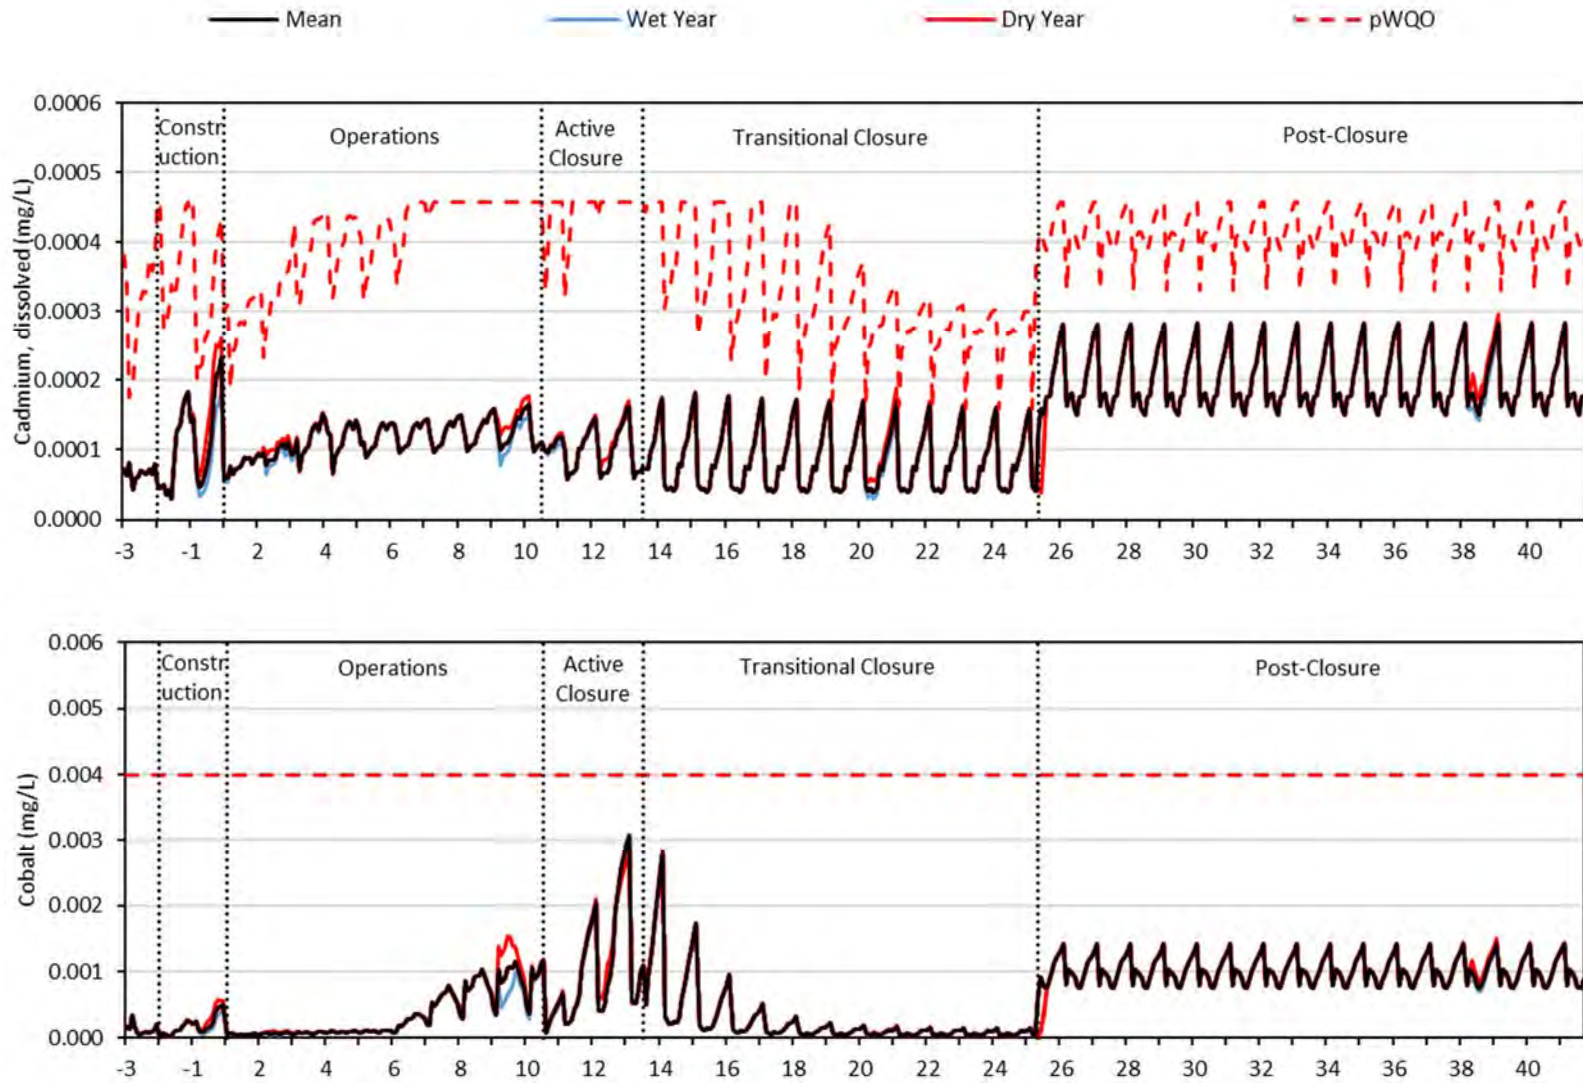 Mean Wet Year Dry Year pWQO
Cadmium, dissolved (mg/L)
0.0006
0.0005
0.0004
0.0003
0.0002
0.0001
0.0000
Constr
uction
Operations
Active
Closure
Transitional Closure
Post-Closure
-3 -1 2 4 6 8 10 12 14 16 18 20 22 24 26 28 30 32 34 36 38 40
Cobalt (mg/L)
0.006
0.005
0.004
0.003
0.002
0.001
0.000
Constr
uction
Operations
Active
Closure
Transitional Closure
Post-Closure
-3 -1 2 4 6 8 10 12 14 16 18 20 22 24 26 28 30 32 34 36 38 40